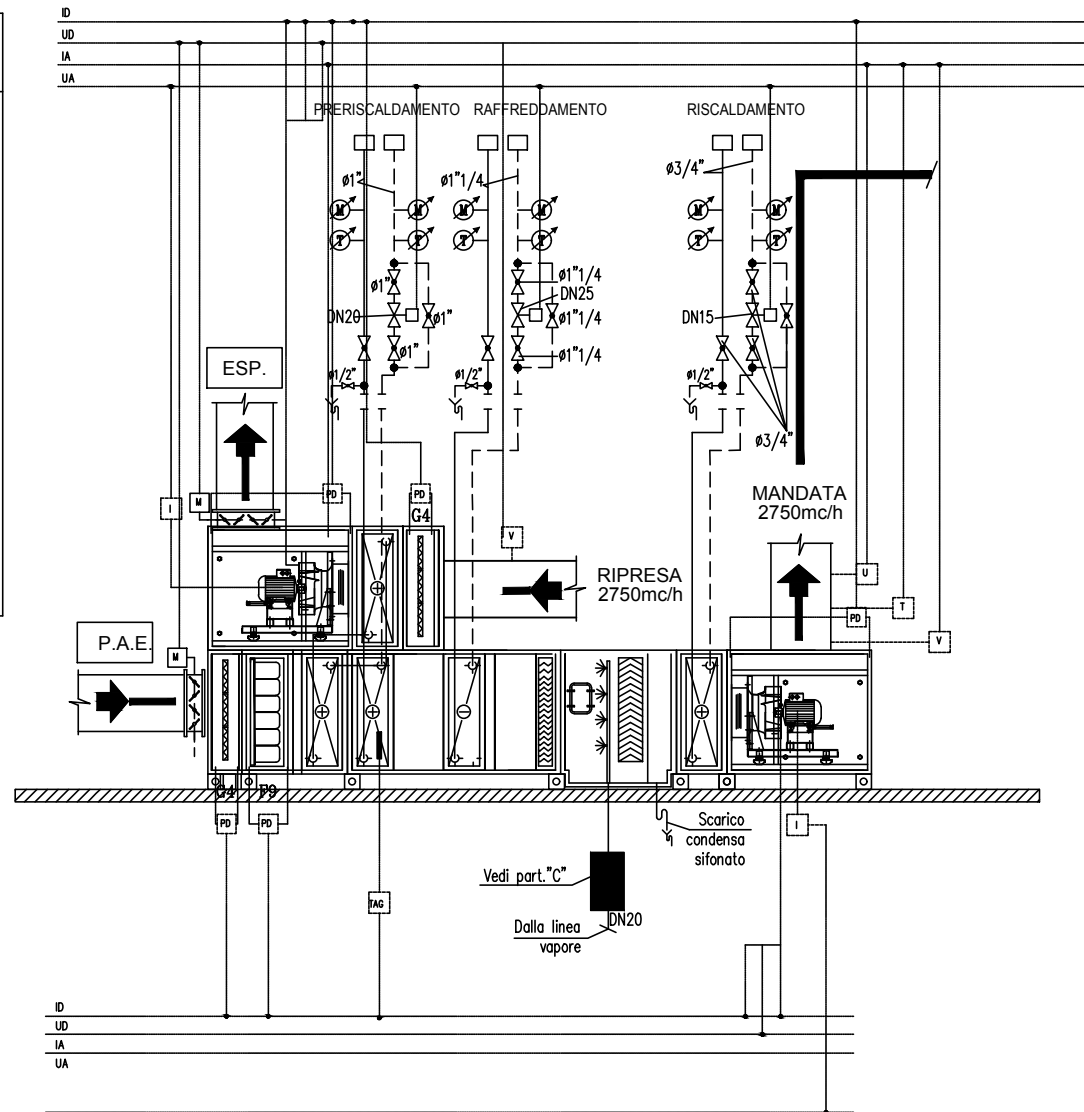 ID
UD
IA
UA
PRERISCALDAMENTO
RAFFREDDAMENTO
RISCALDAMENTO
ø1"
ø1"1/4
ø3/4"
M
M
M
M
M
M
T
T
T
T
T
T
ø1"
ø1"1/4
DN25
DN20
ø1"
ø1"1/4
DN15
ø1"
ø1"1/4
ESP.
ø1/2"
ø1/2"
ø1/2"
ø3/4"
I
M
PD
PD
G4
V
MANDATA
2750mc/h
RIPRESA
2750mc/h
U
T
PD
V
P.A.E.
M
G4
F9
PD
PD
I
Scarico
condensa
sifonato
Vedi part."C"
TAG
DN20
Dalla linea
vapore
ID
UD
IA
UA